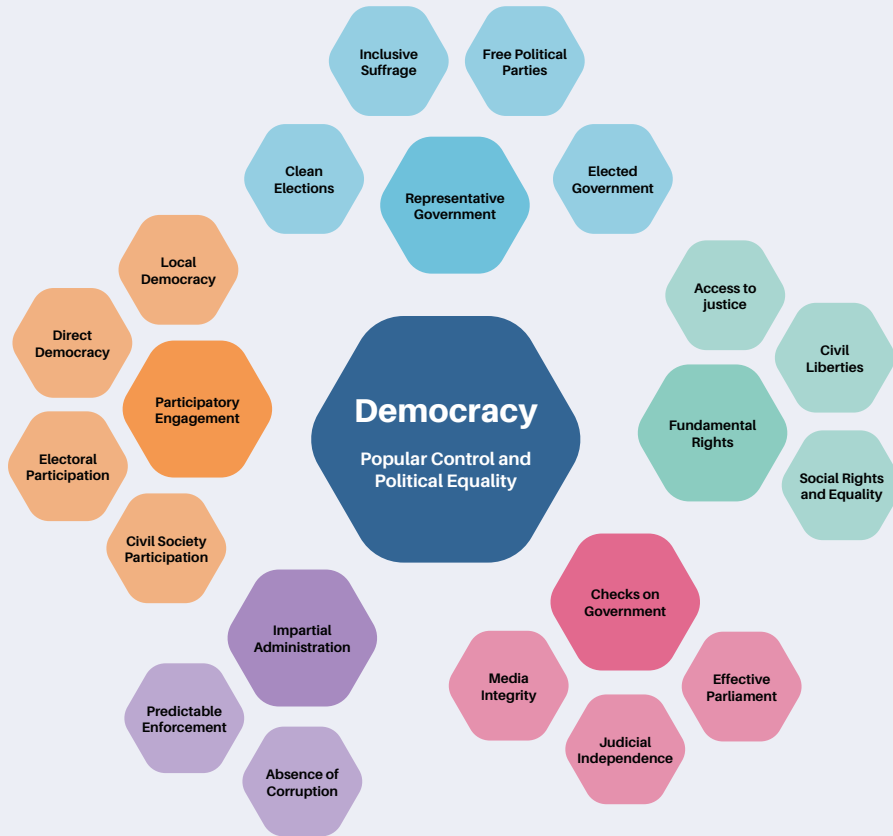 Inclusive
Suffrage
Free Political
Parties
Clean
Elections
Representative
Government
Elected
Government
Local
Democracy
Direct
Democracy
Participatory
Engagement
Electoral
Participation
Civil Society
Participation
Democracy
Popular Control and
Political Equality
Access to
justice
Civil
Liberties
Fundamental
Rights
Social Rights
and Equality
Impartial
Administration
Predictable
Enforcement
Absence of
Corruption
Checks on
Government
Media
Integrity
Effective
Parliament
Judicial
Independence